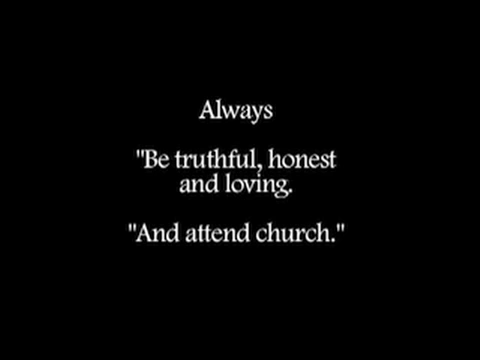 Always
"Be truthful, honest
and loving.
"And attend church."